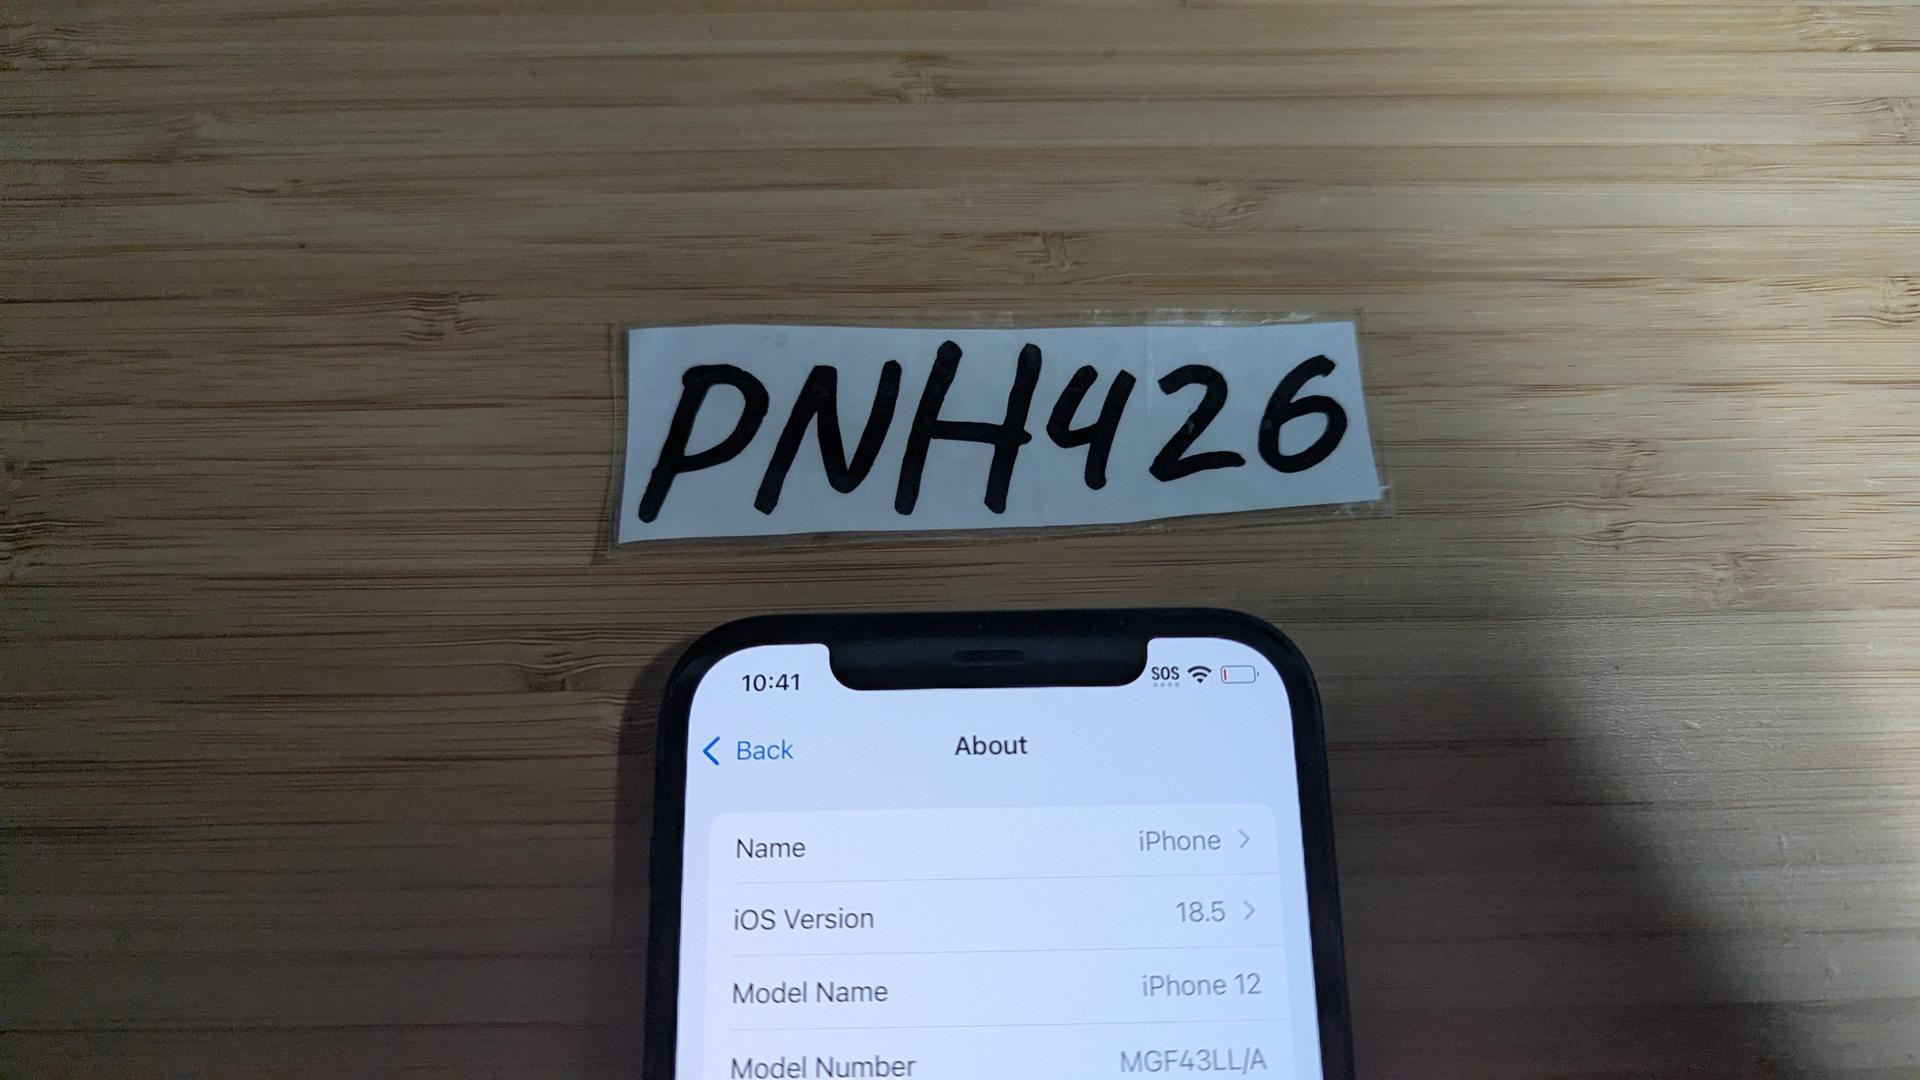 PNH426
10:41 SOS
Back About
Name iPhone
iOS Version 18.5
Model Name iPhone 12
Model Number MGF43LL/A